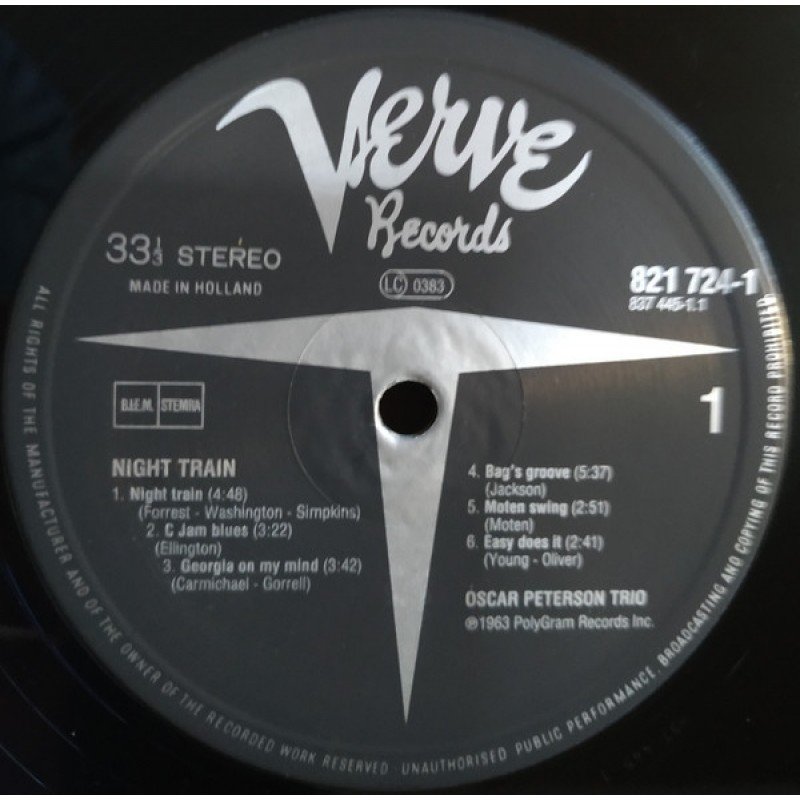 Verve
Records
33⅓ STEREO
MADE IN HOLLAND
LC 0383
821 724-1
837 445-1.1
B.I.E.M. STEMRA
1
NIGHT TRAIN
1. Night train (4:48)
(Forrest - Washington - Simpkins)
2. C Jam blues (3:22)
(Ellington)
3. Georgia on my mind (3:42)
(Carmichael - Gorrell)
4. Bag's groove (5:37)
(Jackson)
5. Moten swing (2:51)
(Moten)
6. Easy does it (2:41)
(Young - Oliver)
OSCAR PETERSON TRIO
℗1963 PolyGram Records Inc.
ALL RIGHTS OF THE MANUFACTURER AND OF THE OWNER OF THE RECORDED WORK RESERVED · UNAUTHORISED PUBLIC PERFORMANCE, BROADCASTING AND COPYING OF THIS RECORD PROHIBITED